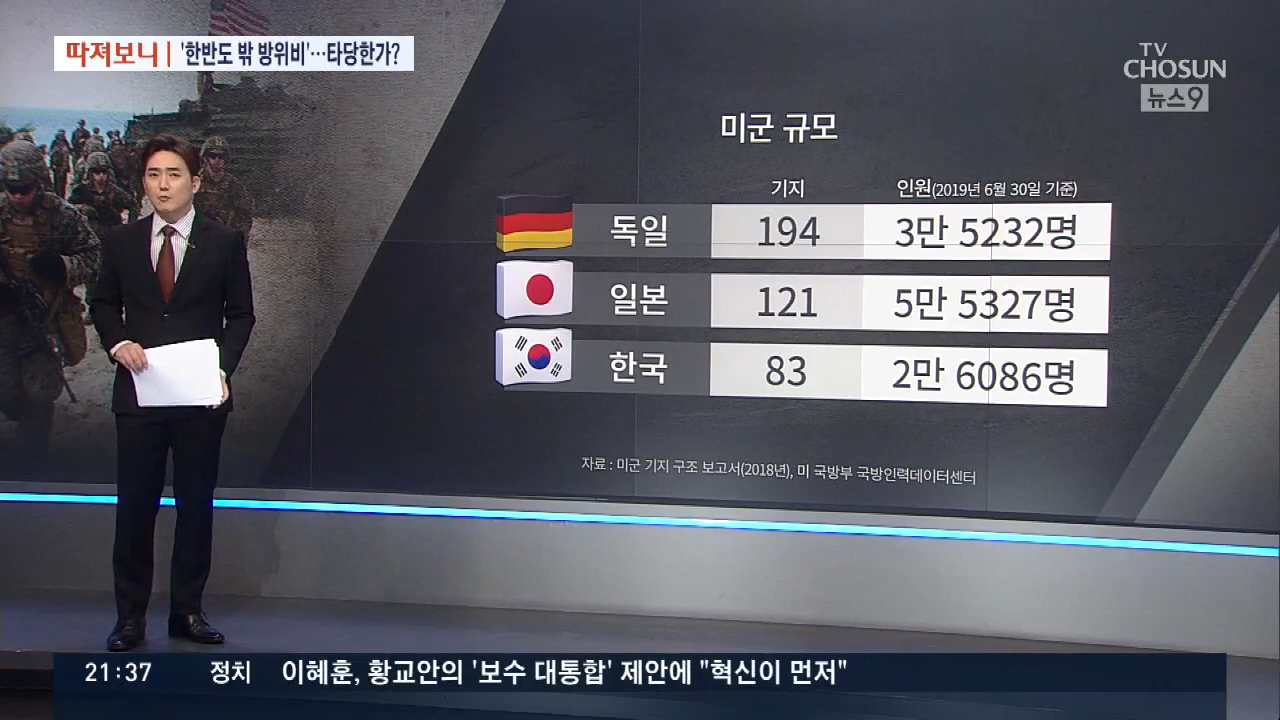 따져보니 | '한반도 밖 방위비'…타당한가?
TV
CHOSUN
뉴스9
미군 규모
기지 인원(2019년 6월 30일 기준)
독일 194 3만 5232명
일본 121 5만 5327명
한국 83 2만 6086명
자료 : 미군 기지 구조 보고서(2018년), 미 국방부 국방인력데이터센터
21:37 정치 이혜훈, 황교안의 '보수 대통합' 제안에 "혁신이 먼저"